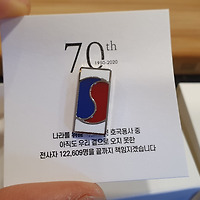 70th
1950-2020
나라를 호국용사 중
아직도 우리 곁으로 오지 못한
전사자 122,609명을 끝까지 책임지겠습니다